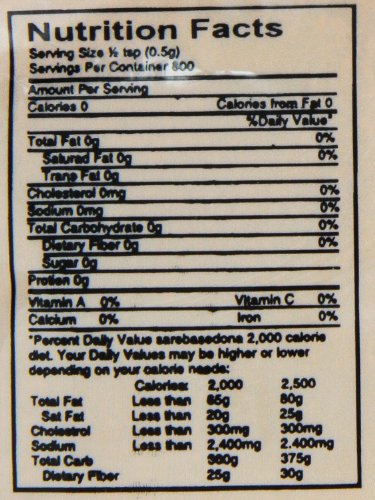 Nutrition Facts
Serving Size ½ tsp (0.5g)
Servings Per Container 800
Amount Per Serving
Calories 0 Calories from Fat 0
%Daily Value*
Total Fat 0g 0%
Saturad Fat 0g 0%
Trans Fat 0g
Cholesterol 0mg 0%
Sodium 0mg 0%
Total Carbohydrate 0g 0%
Dietary Fiber 0g 0%
Sugar 0g
Protien 0g
Vitamin A 0% Vitamin C 0%
Calcium 0% Iron 0%
*Percent Daily Value sarebasedona 2,000 calorie
diet. Your Daily Values may be higher or lower
depending on your calorie needs:
Calories: 2,000 2,500
Total Fat Less than 65g 80g
Sat Fat Less than 20g 25g
Cholestrol Less than 300mg 300mg
Sodium Less than 2,400mg 2.400mg
Total Carb 360g 375g
Dietary Fiber 25g 30g